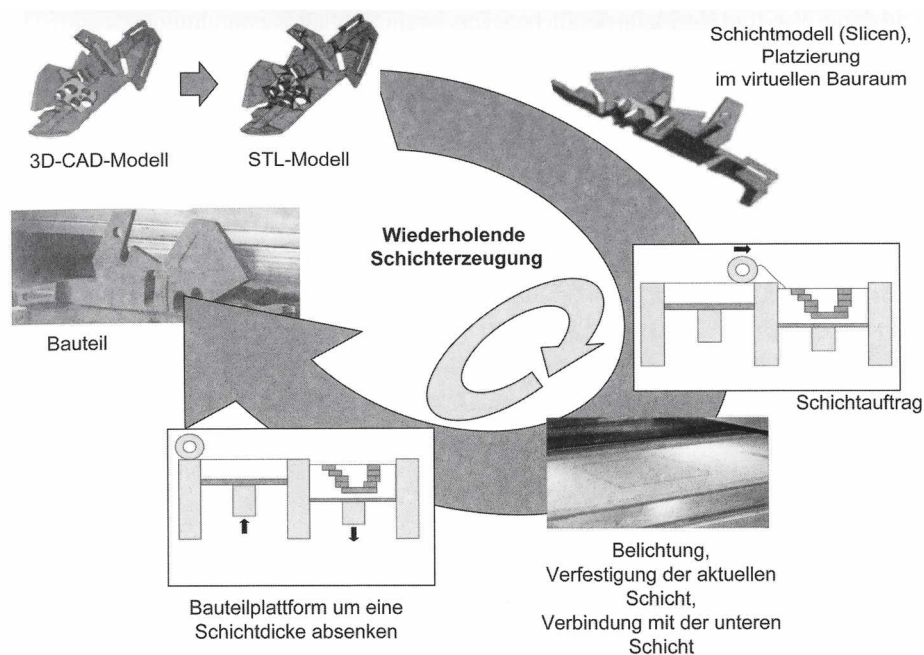 3D-CAD-Modell
STL-Modell
Schichtmodell (Slicen),
Platzierung
im virtuellen Bauraum
Wiederholende
Schichterzeugung
Schichtauftrag
Belichtung,
Verfestigung der aktuellen
Schicht,
Verbindung mit der unteren
Schicht
Bauteilplattform um eine
Schichtdicke absenken
Bauteil